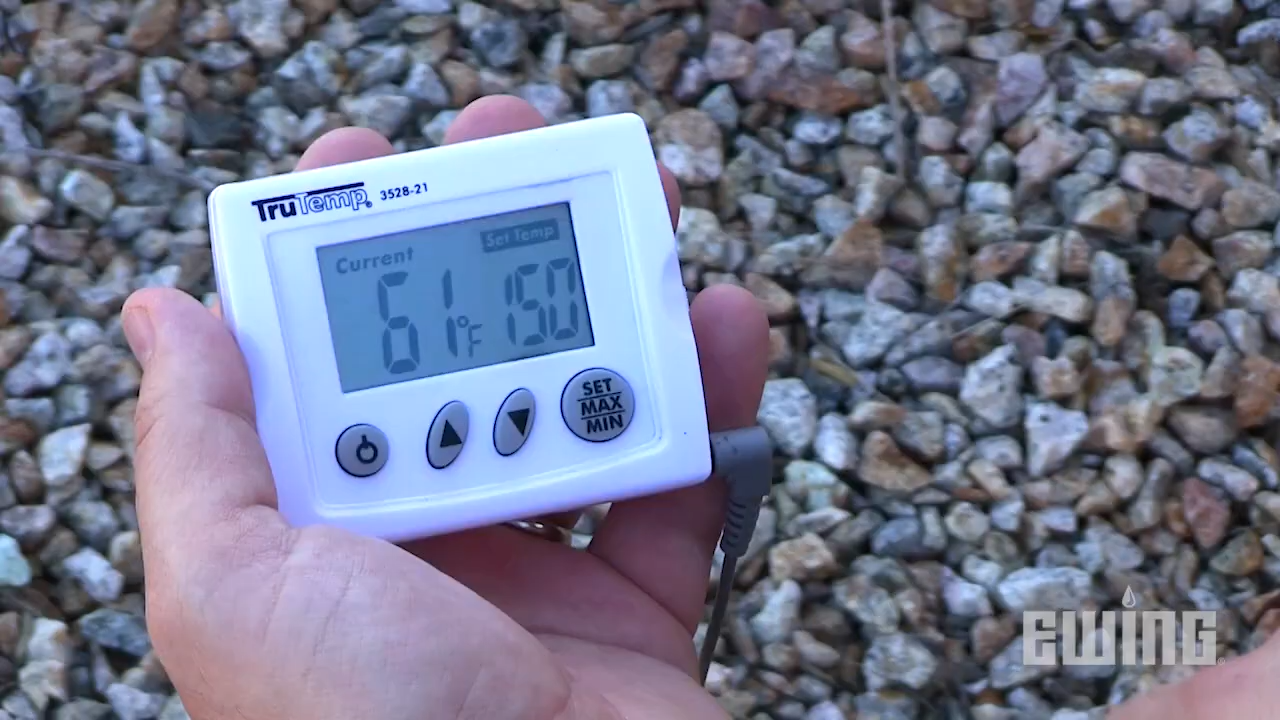 TruTemp® 3528-21
Current Set Temp
61°F 150
SET
MAX
MIN
EWING®